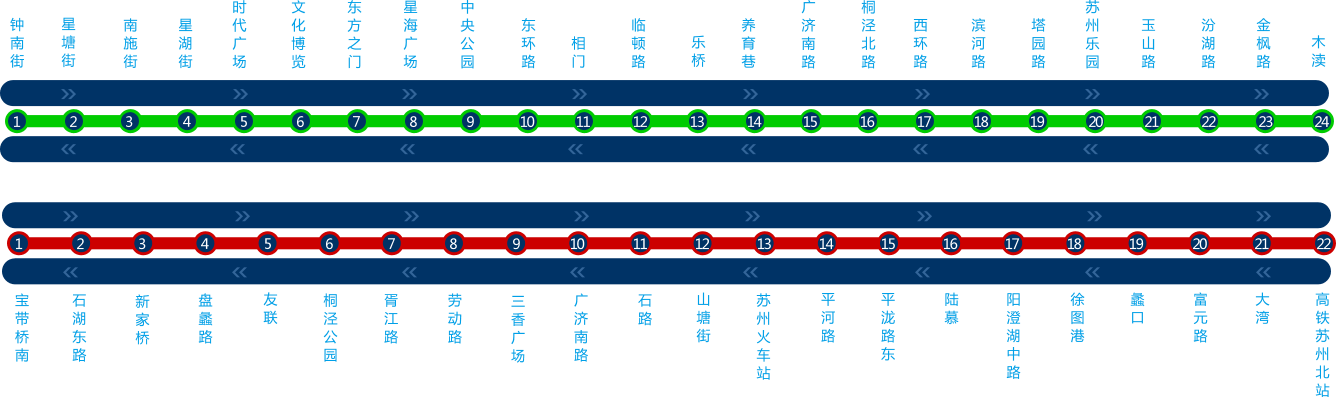 钟南街
星塘街
南施街
星湖街
时代广场
文化博览
东方之门
星海广场
中央公园
东环路
相门
临顿路
乐桥
养育巷
广济南路
桐泾北路
西环路
滨河路
塔园路
苏州乐园
玉山路
汾湖路
金枫路
木渎
1 2 3 4 5 6 7 8 9 10 11 12 13 14 15 16 17 18 19 20 21 22 23 24
1 2 3 4 5 6 7 8 9 10 11 12 13 14 15 16 17 18 19 20 21 22
宝带桥南
石湖东路
新家桥
盘蠡路
友联
桐泾公园
胥江路
劳动路
三香广场
广济南路
石路
山塘街
苏州火车站
平河路
平泷路东
陆慕
阳澄湖中路
徐图港
蠡口
富元路
大湾
高铁苏州北站